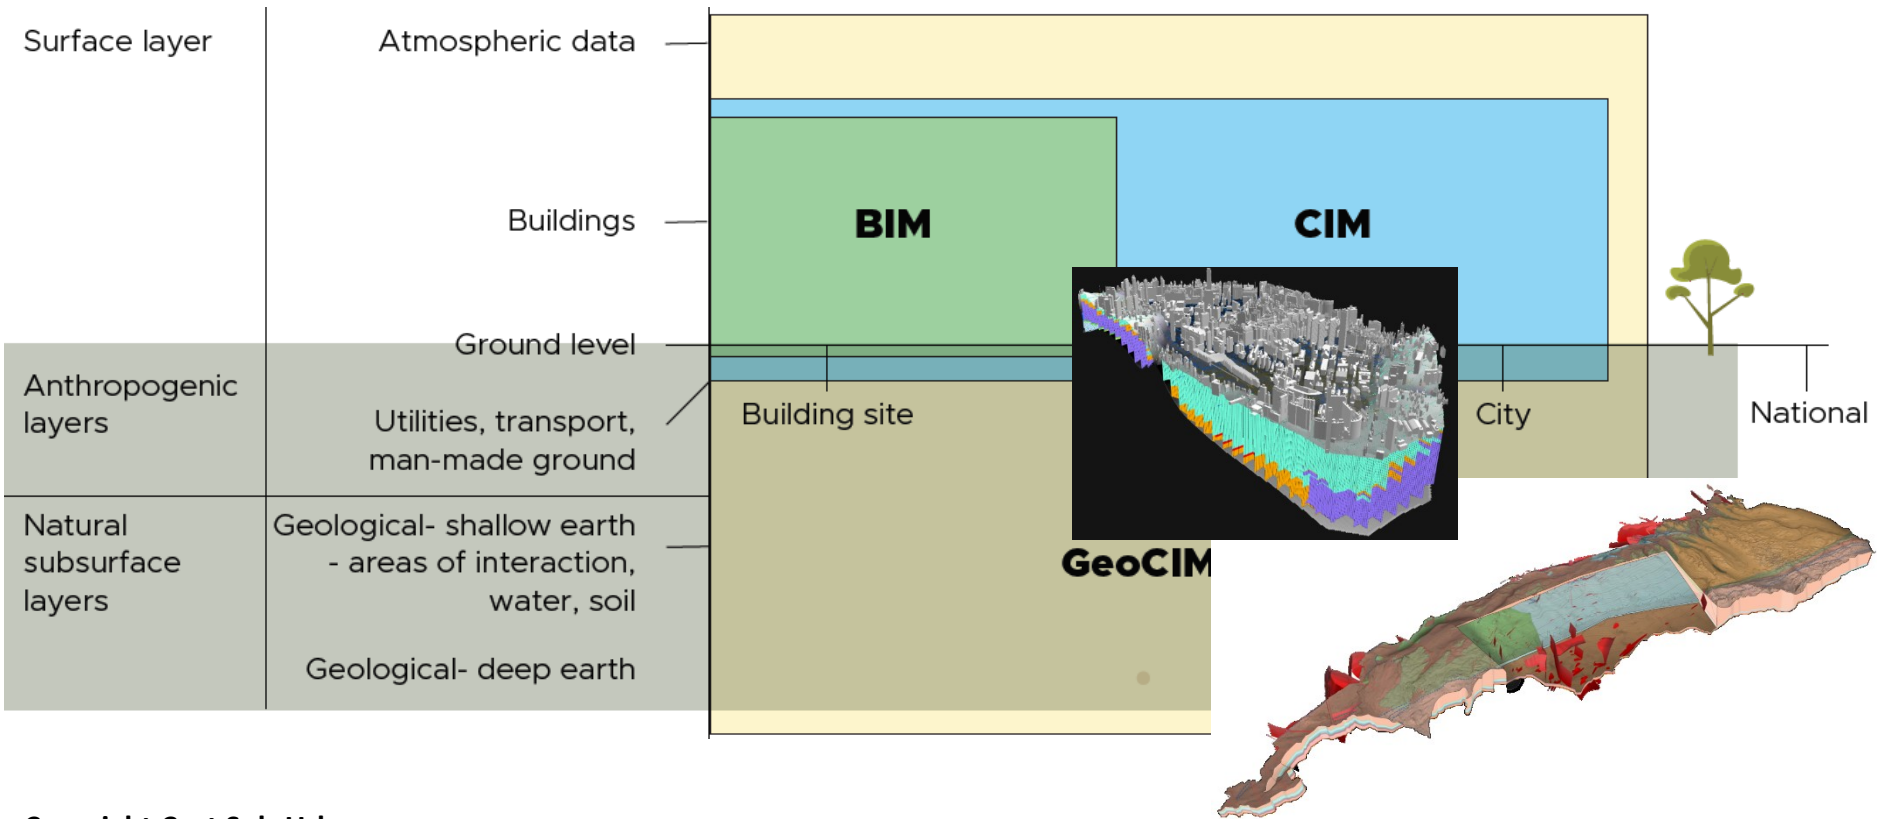 Surface layer
Atmospheric data
BIM
CIM
Buildings
Ground level
Anthropogenic
layers
Utilities, transport,
man-made ground
Building site
City
National
Natural
subsurface
layers
Geological- shallow earth
- areas of interaction,
water, soil
Geological- deep earth
GeoCIM